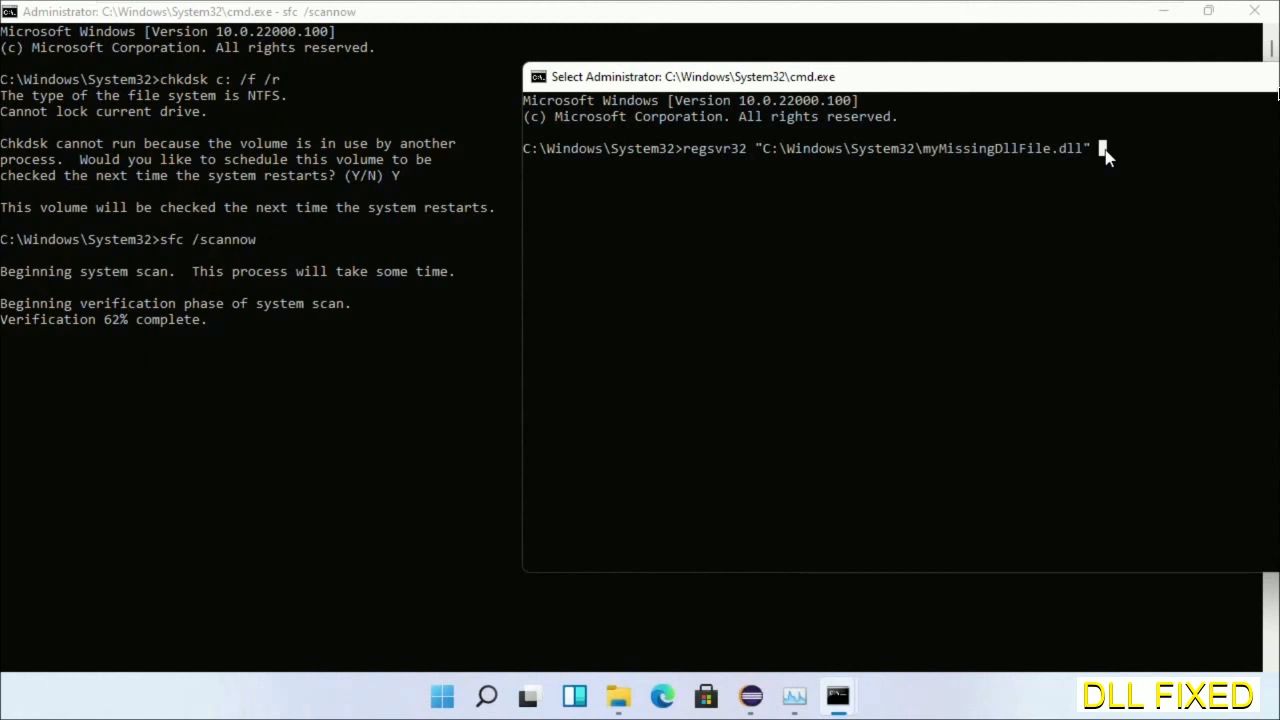 Administrator: C:\Windows\System32\cmd.exe - sfc /scannow
Microsoft Windows [Version 10.0.22000.100]
(c) Microsoft Corporation. All rights reserved.
C:\Windows\System32>chkdsk c: /f /r
The type of the file system is NTFS.
Cannot lock current drive.
Chkdsk cannot run because the volume is in use by another
process.  Would you like to schedule this volume to be
checked the next time the system restarts? (Y/N) Y
This volume will be checked the next time the system restarts.
C:\Windows\System32>sfc /scannow
Beginning system scan.  This process will take some time.
Beginning verification phase of system scan.
Verification 62% complete.
Select Administrator: C:\Windows\System32\cmd.exe
Microsoft Windows [Version 10.0.22000.100]
(c) Microsoft Corporation. All rights reserved.
C:\Windows\System32>regsvr32 "C:\Windows\System32\myMissingDllFile.dll"
DLL FIXED